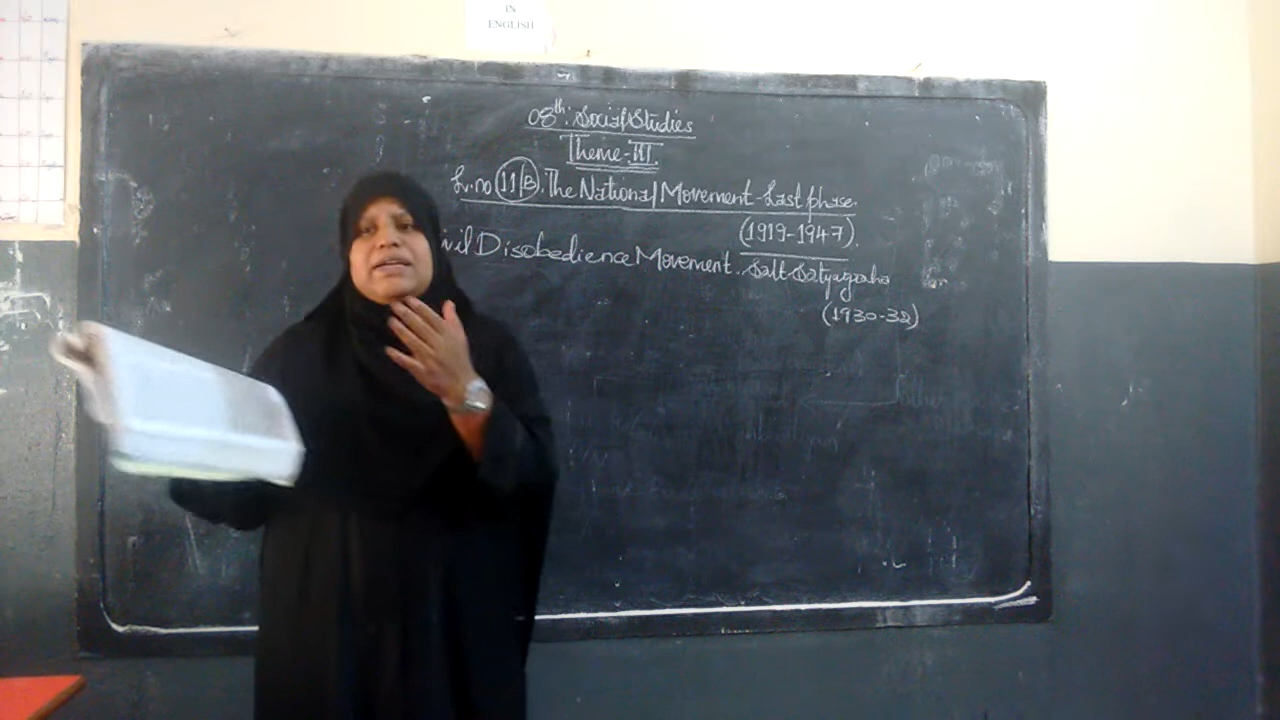 IN
ENGLISH
08th: Social Studies
Theme-III.
L.no 11/B. The National Movement-Last phase.
(1919-1947).
vil Disobedience Movement.. Salt Satyagraha
(1930-32)